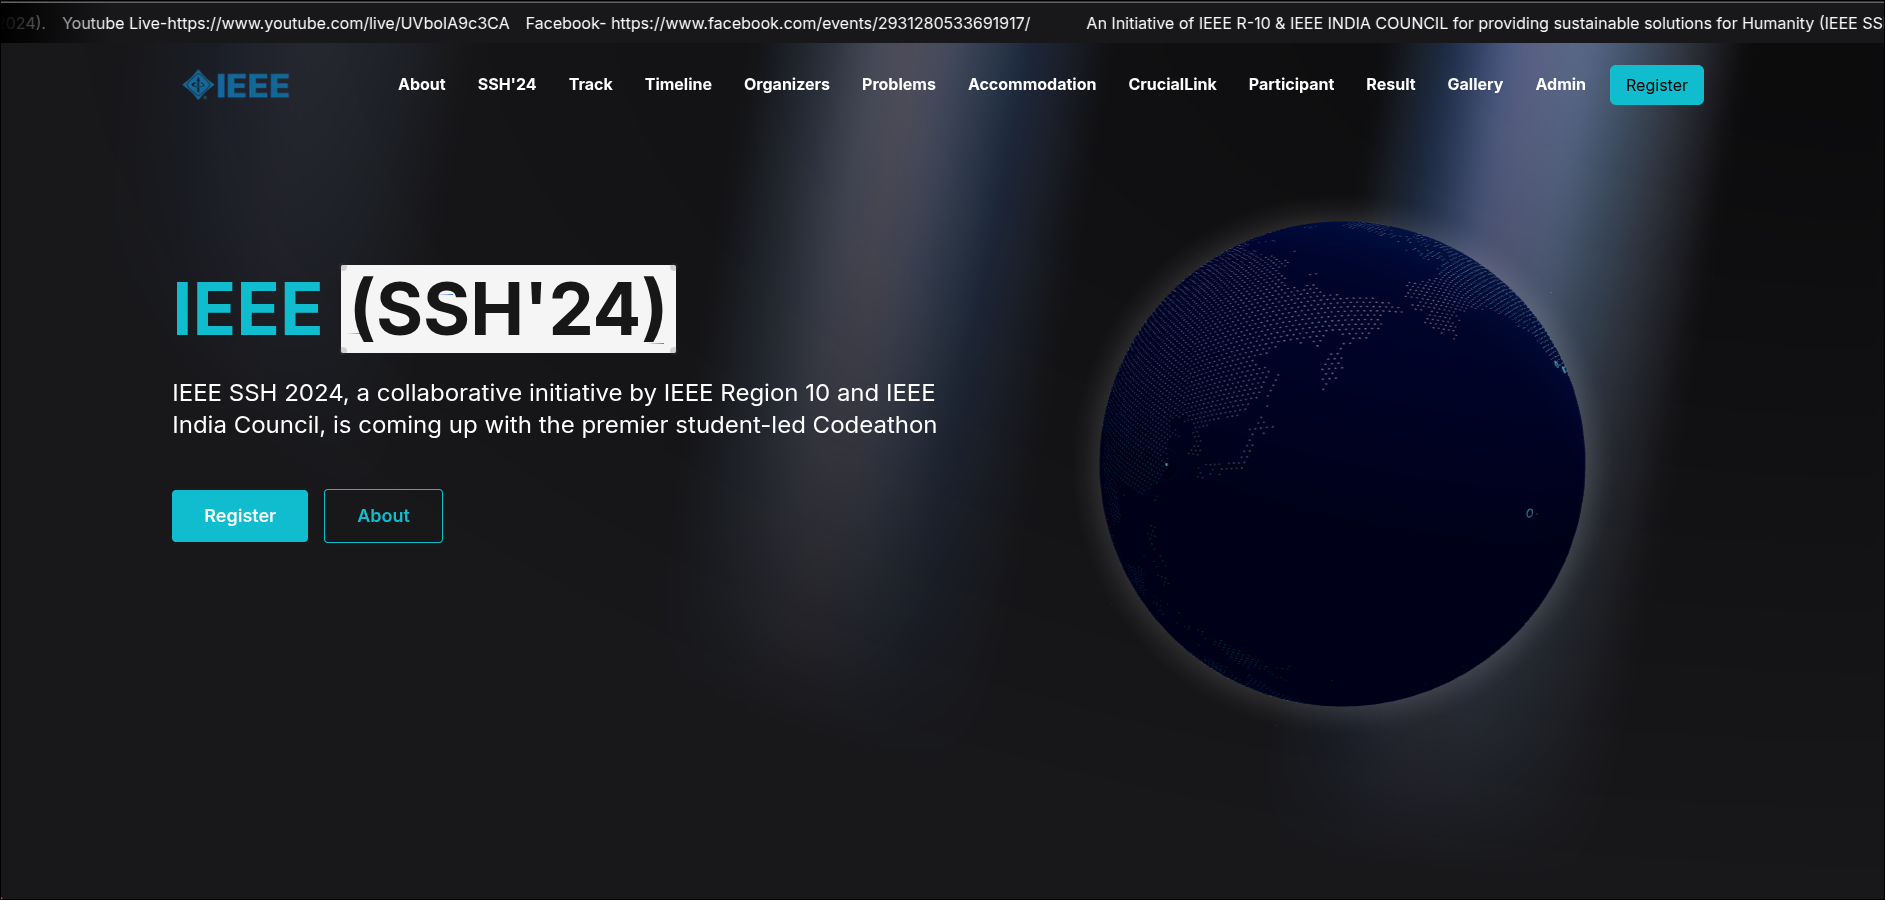 024). Youtube Live-https://www.youtube.com/live/UVbolA9c3CA Facebook- https://www.facebook.com/events/2931280533691917/ An Initiative of IEEE R-10 & IEEE INDIA COUNCIL for providing sustainable solutions for Humanity (IEEE SS
IEEE About SSH'24 Track Timeline Organizers Problems Accommodation CrucialLink Participant Result Gallery Admin Register
IEEE (SSH'24)
IEEE SSH 2024, a collaborative initiative by IEEE Region 10 and IEEE
India Council, is coming up with the premier student-led Codeathon
Register About
0